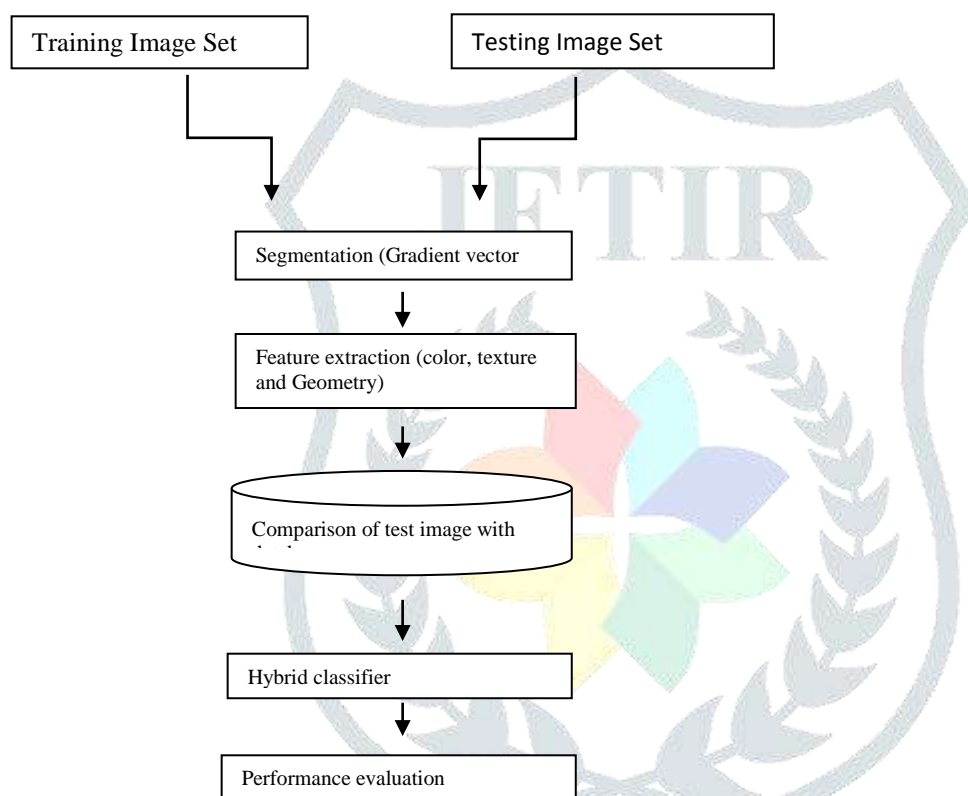 Training Image Set
Testing Image Set
JETIR
Segmentation (Gradient vector
Feature extraction (color, texture
and Geometry)
Comparison of test image with
Hybrid classifier
Performance evaluation